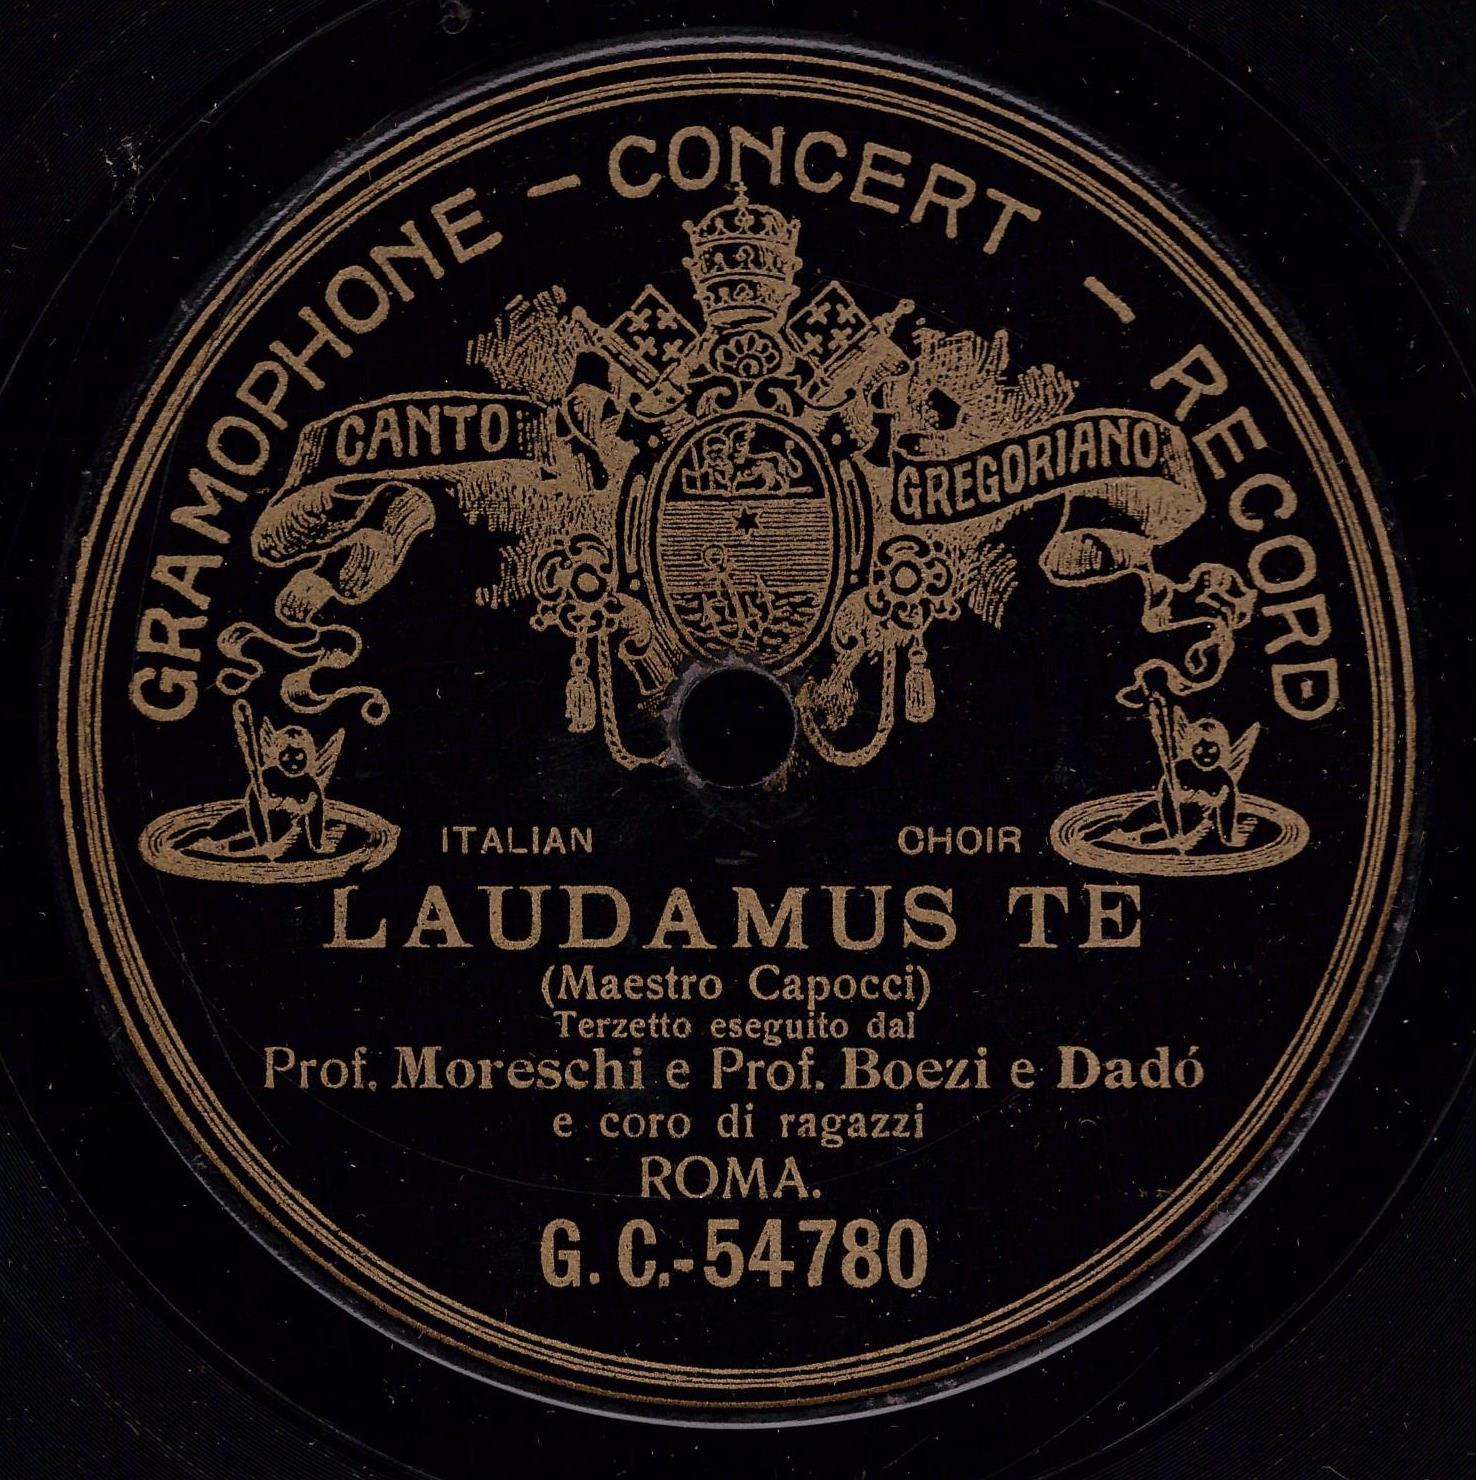 GRAMOPHONE - CONCERT - RECORD
CANTO
GREGORIANO
ITALIAN CHOIR
LAUDAMUS TE
(Maestro Capocci)
Terzetto eseguito dal
Prof. Moreschi e Prof. Boezi e Dadó
e coro di ragazzi
ROMA.
G. C.-54780